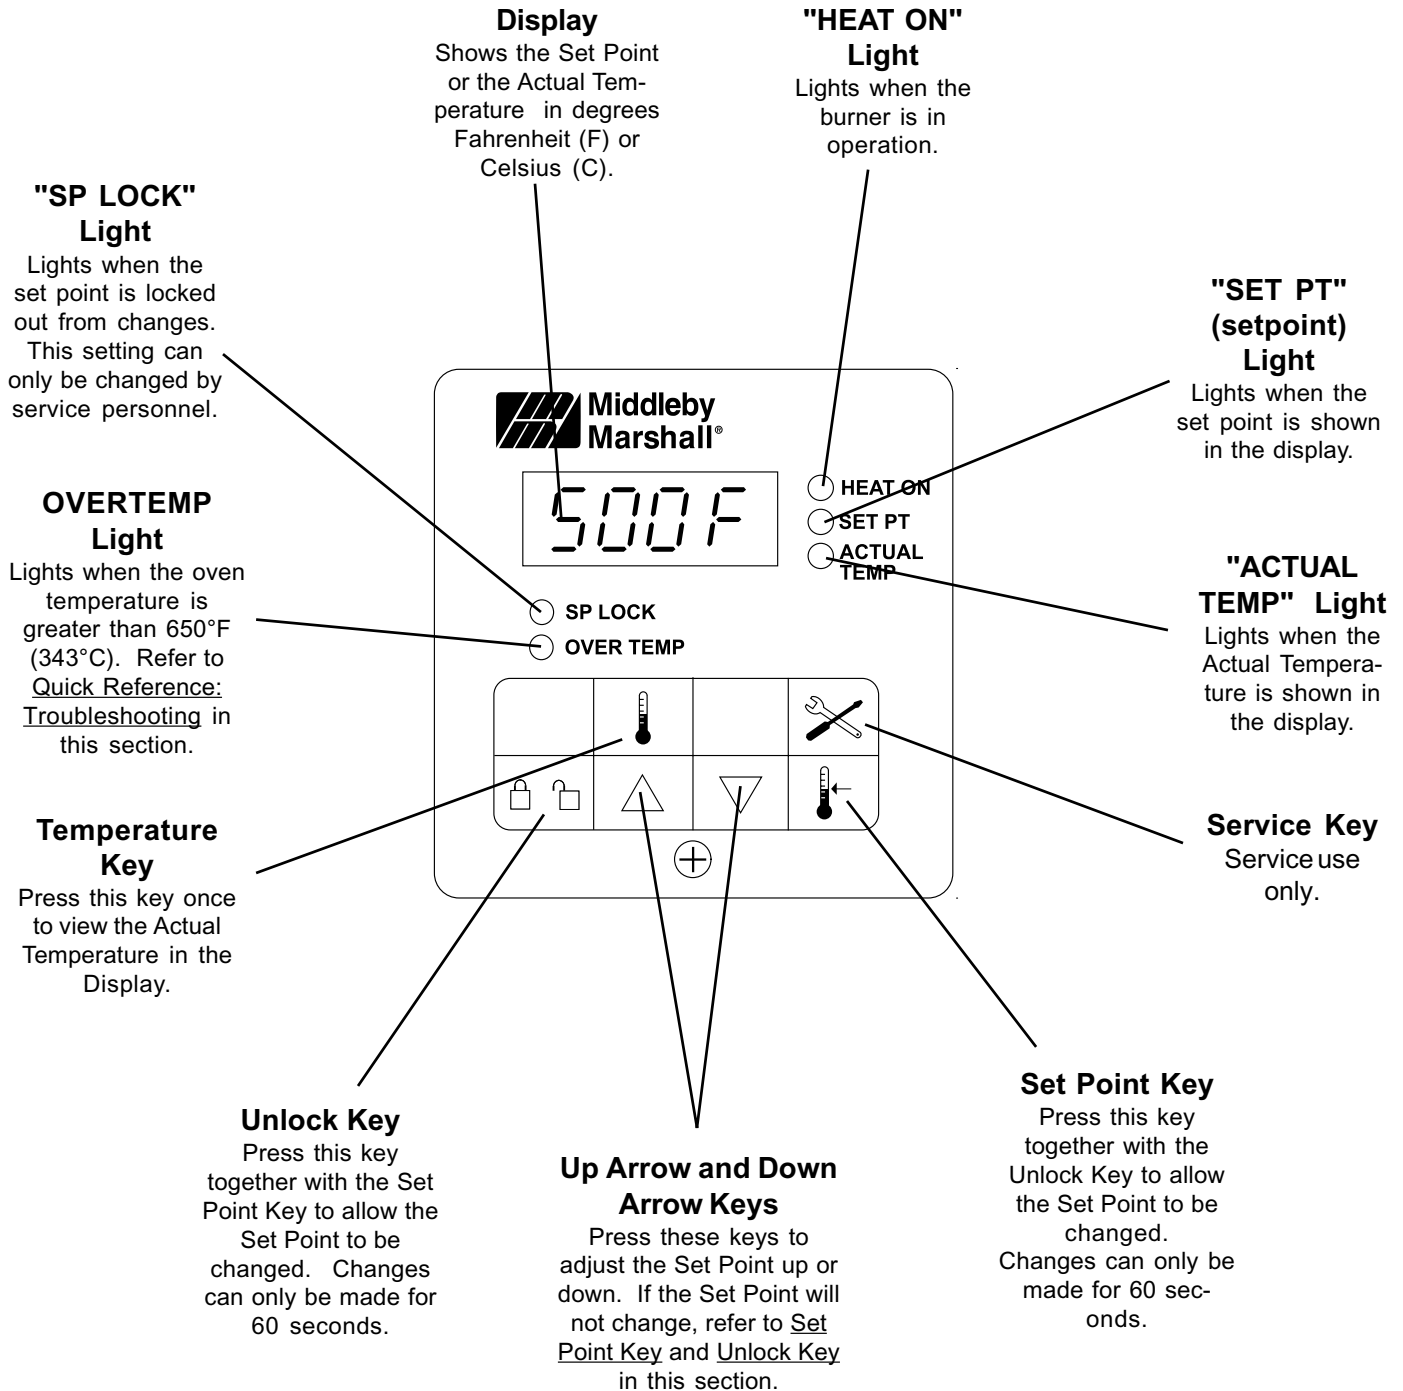 Display
Shows the Set Point
or the Actual Tem-
perature in degrees
Fahrenheit (F) or
Celsius (C).
"HEAT ON"
Light
Lights when the
burner is in
operation.
"SP LOCK"
Light
Lights when the
set point is locked
out from changes.
This setting can
only be changed by
service personnel.
"SET PT"
(setpoint)
Light
Lights when the
set point is shown
in the display.
Middleby
Marshall®
500F
HEAT ON
SET PT
ACTUAL
TEMP
SP LOCK
OVER TEMP
OVERTEMP
Light
Lights when the oven
temperature is
greater than 650°F
(343°C). Refer to
Quick Reference:
Troubleshooting in
this section.
"ACTUAL
TEMP" Light
Lights when the
Actual Tempera-
ture is shown in
the display.
Temperature
Key
Press this key once
to view the Actual
Temperature in the
Display.
Service Key
Service use
only.
Unlock Key
Press this key
together with the Set
Point Key to allow the
Set Point to be
changed. Changes
can only be made for
60 seconds.
Up Arrow and Down
Arrow Keys
Press these keys to
adjust the Set Point up or
down. If the Set Point will
not change, refer to Set
Point Key and Unlock Key
in this section.
Set Point Key
Press this key
together with the
Unlock Key to allow
the Set Point to be
changed.
Changes can only be
made for 60 sec-
onds.